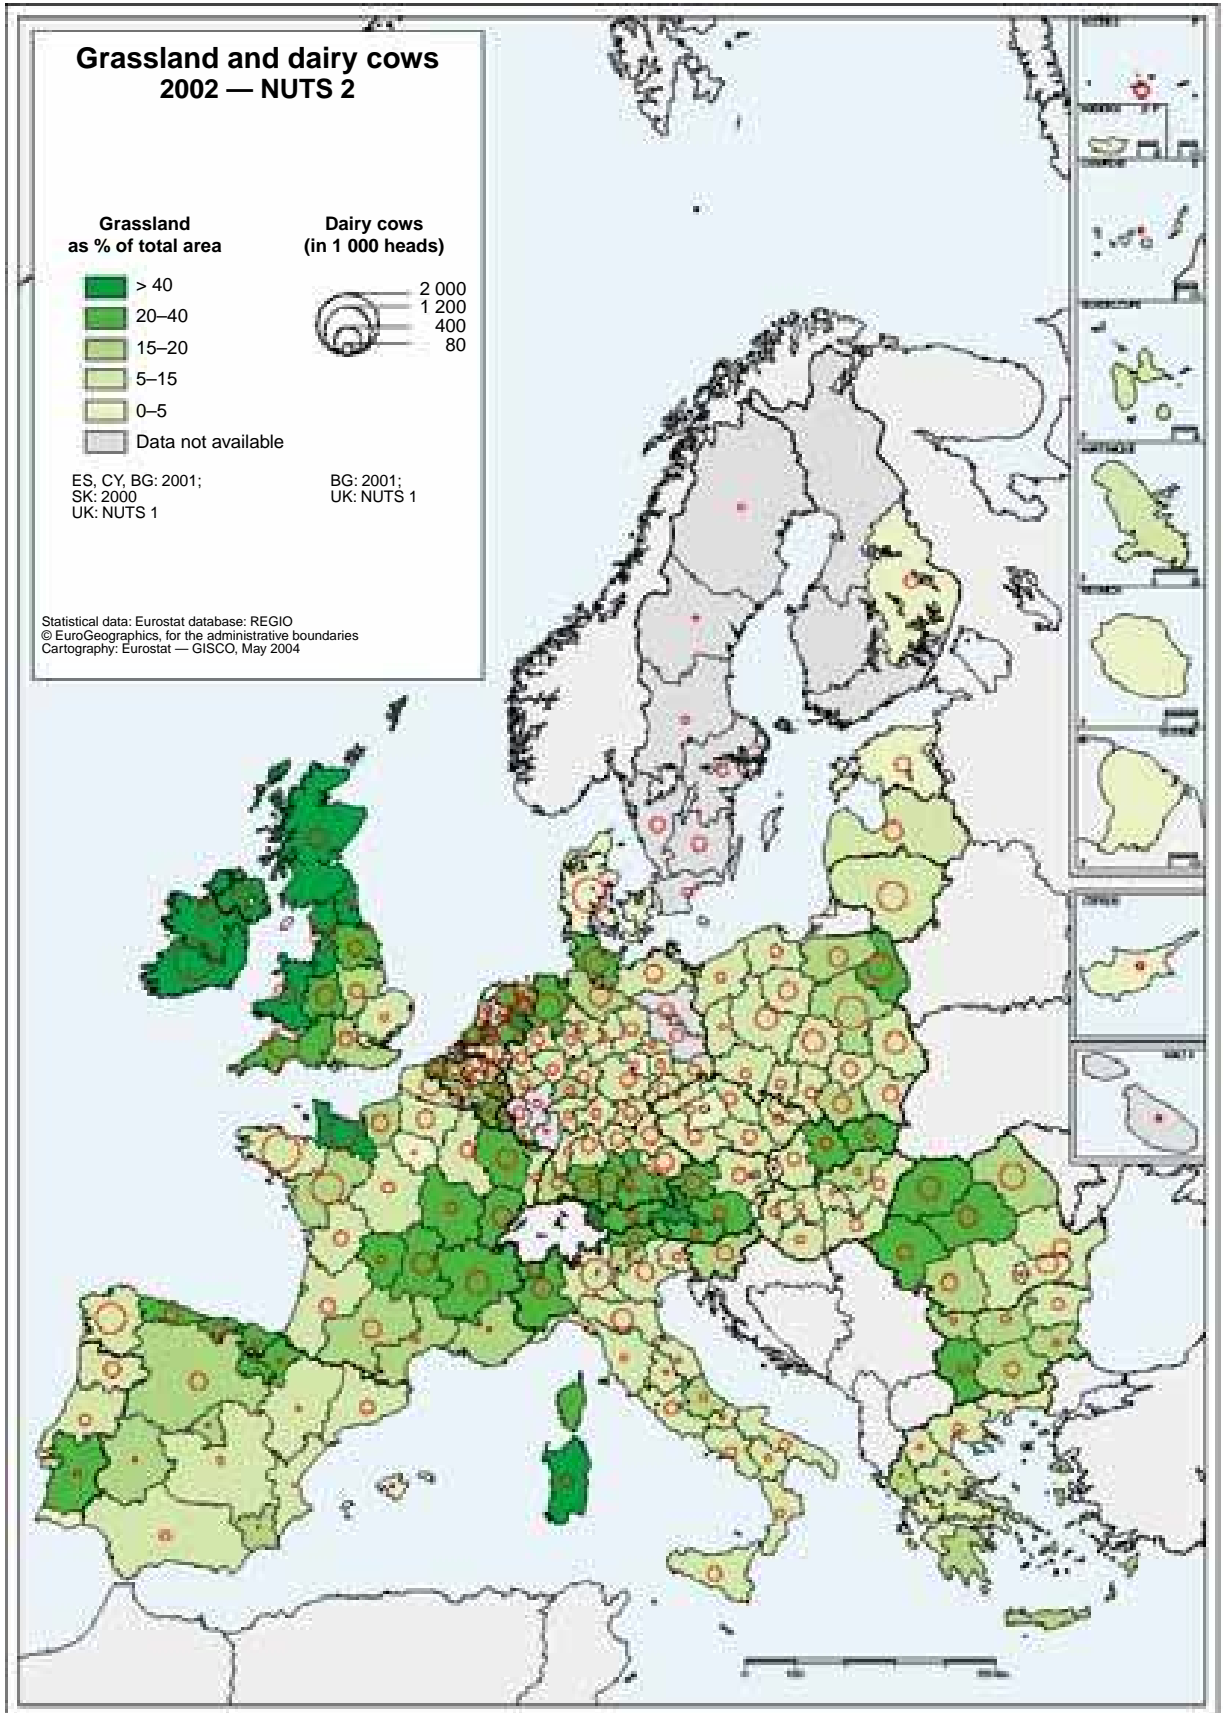 Grassland and dairy cows
2002 — NUTS 2
Grassland
as % of total area
> 40
20–40
15–20
5–15
0–5
Data not available
Dairy cows
(in 1 000 heads)
2 000
1 200
400
80
ES, CY, BG: 2001;
SK: 2000
UK: NUTS 1
BG: 2001;
UK: NUTS 1
Statistical data: Eurostat database: REGIO
© EuroGeographics, for the administrative boundaries
Cartography: Eurostat — GISCO, May 2004
GUADELOUPE
MARTINIQUE